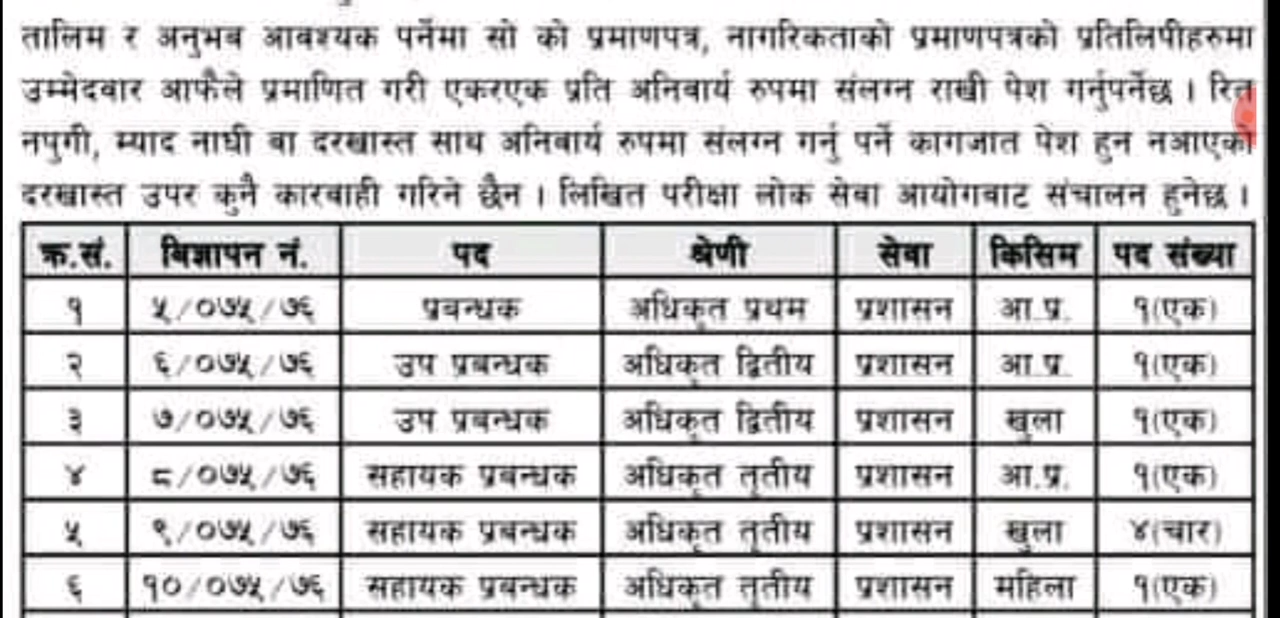 तालिम र अनुभब आवश्यक पर्नेमा सो को प्रमाणपत्र, नागरिकताको प्रमाणपत्रको प्रतिलिपीहरुमा
उम्मेदवार आफैले प्रमाणित गरी एकरएक प्रति अनिवार्य रुपमा संलग्न राखी पेश गर्नुपर्नेछ । रित
नपुगी, म्याद नाघी वा दरखास्त साथ अनिवार्य रुपमा संलग्न गर्नु पर्ने कागजात पेश हुन नआएको
दरखास्त उपर कुनै कारवाही गरिने छैन । लिखित परीक्षा लोक सेवा आयोगबाट संचालन हुनेछ ।
क्र.सं. विज्ञापन नं. पद श्रेणी सेवा किसिम पद संख्या
१ ५/०७५/७६ प्रबन्धक अधिकृत प्रथम प्रशासन आ.प्र. १(एक)
२ ६/०७५/७६ उप प्रबन्धक अधिकृत द्वितीय प्रशासन आ.प्र. १(एक)
३ ७/०७५/७६ उप प्रबन्धक अधिकृत द्वितीय प्रशासन खुला १(एक)
४ ८/०७५/७६ सहायक प्रबन्धक अधिकृत तृतीय प्रशासन आ.प्र. १(एक)
५ ९/०७५/७६ सहायक प्रबन्धक अधिकृत तृतीय प्रशासन खुला ४(चार)
६ १०/०७५/७६ सहायक प्रबन्धक अधिकृत तृतीय प्रशासन महिला १(एक)